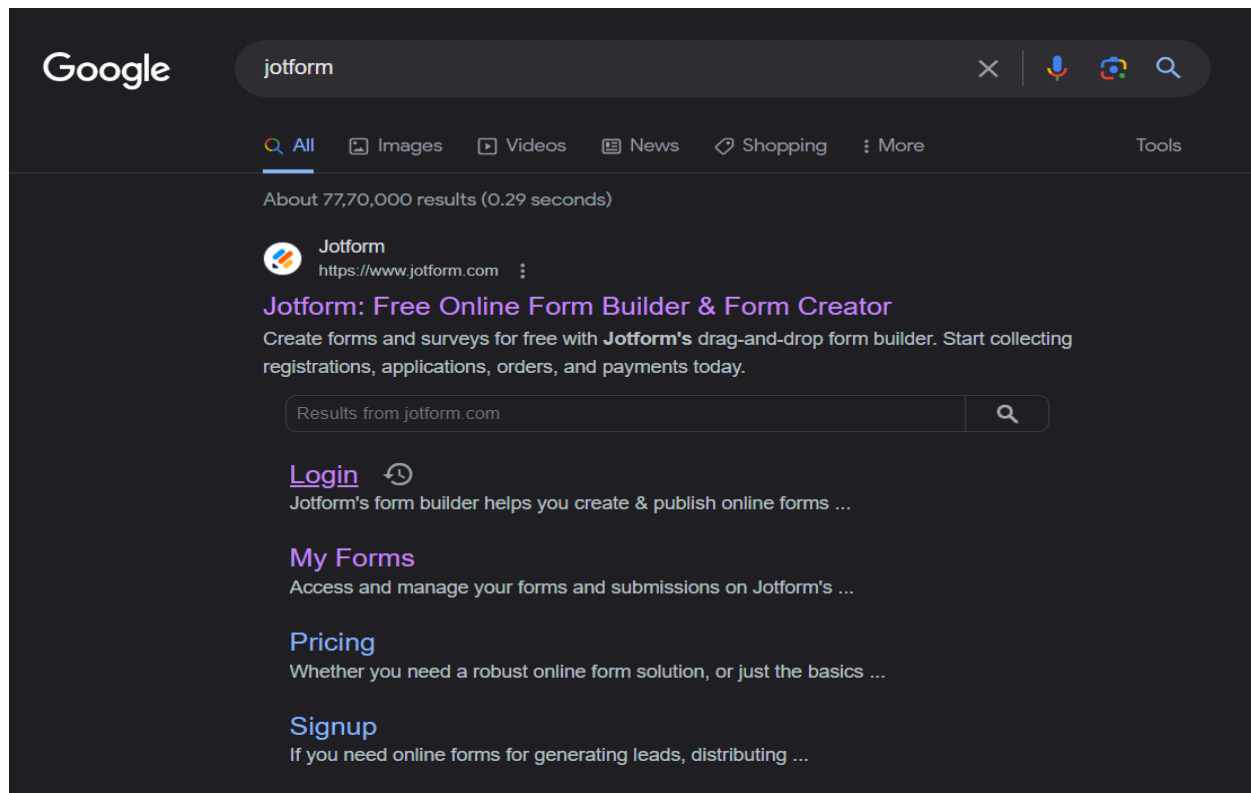 Google
jotform
All Images Videos News Shopping More Tools
About 77,70,000 results (0.29 seconds)
Jotform
https://www.jotform.com
Jotform: Free Online Form Builder & Form Creator
Create forms and surveys for free with Jotform's drag-and-drop form builder. Start collecting
registrations, applications, orders, and payments today.
Results from jotform.com
Login
Jotform's form builder helps you create & publish online forms ...
My Forms
Access and manage your forms and submissions on Jotform's ...
Pricing
Whether you need a robust online form solution, or just the basics ...
Signup
If you need online forms for generating leads, distributing ...